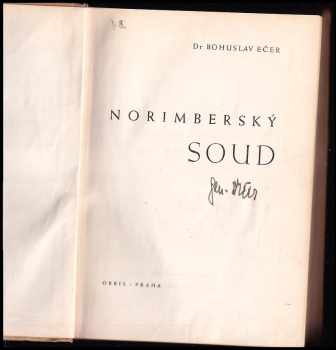 Dr BOHUSLAV EČER
NORIMBERSKÝ
SOUD
ORBIS - PRAHA